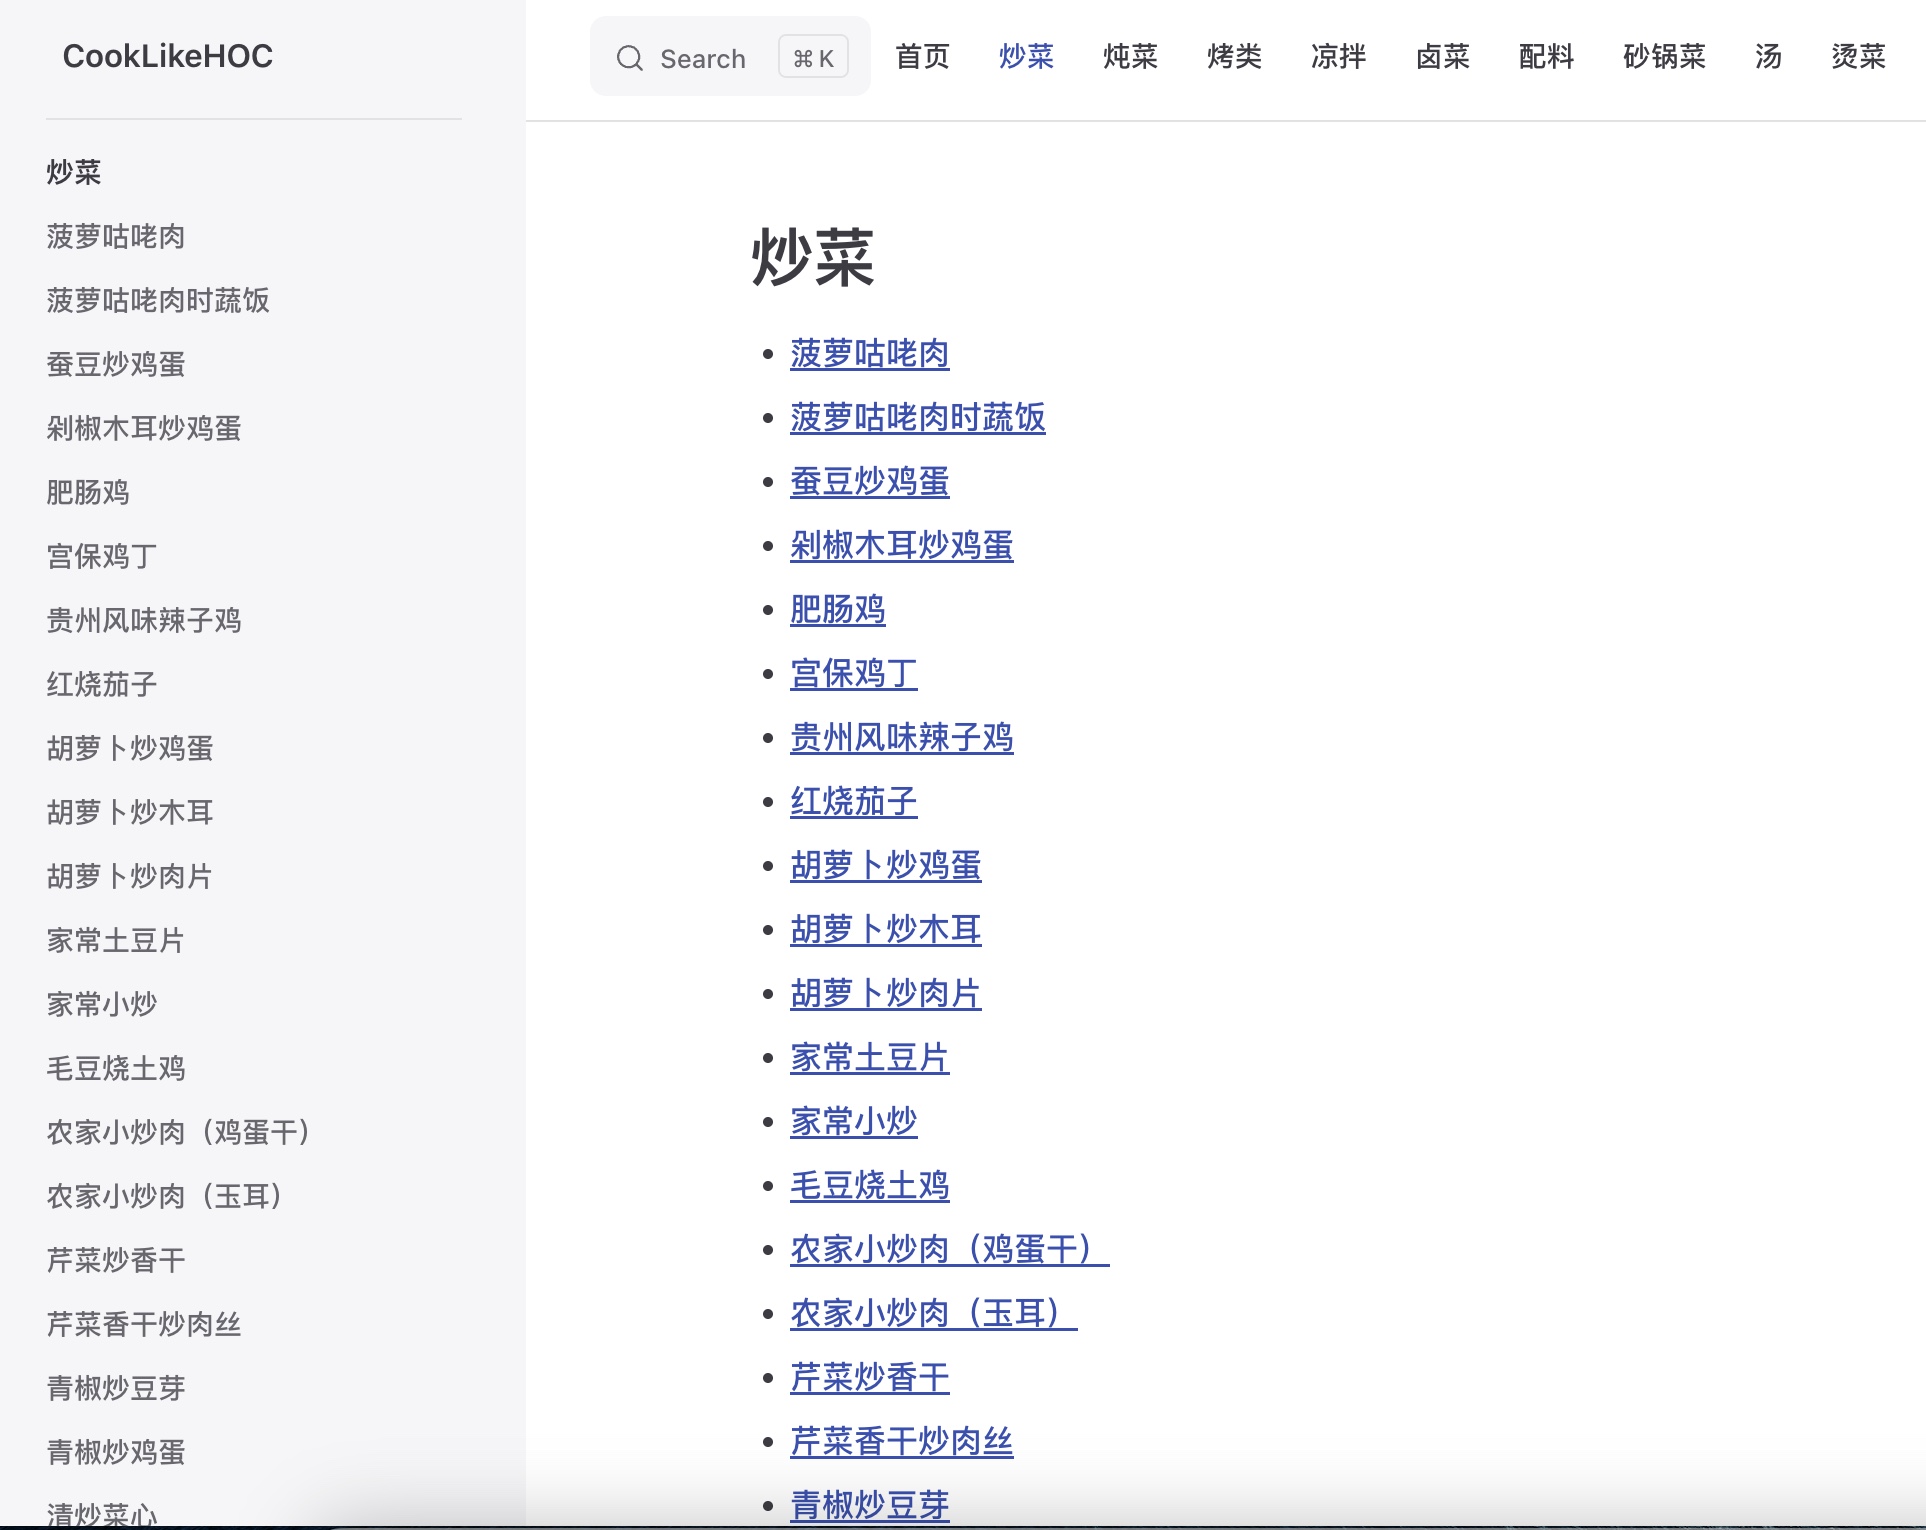 CookLikeHOC
Search ⌘ K 首页 炒菜 炖菜 烤类 凉拌 卤菜 配料 砂锅菜 汤 烫菜
炒菜
菠萝咕咾肉
菠萝咕咾肉时蔬饭
蚕豆炒鸡蛋
剁椒木耳炒鸡蛋
肥肠鸡
宫保鸡丁
贵州风味辣子鸡
红烧茄子
胡萝卜炒鸡蛋
胡萝卜炒木耳
胡萝卜炒肉片
家常土豆片
家常小炒
毛豆烧土鸡
农家小炒肉（鸡蛋干）
农家小炒肉（玉耳）
芹菜炒香干
芹菜香干炒肉丝
青椒炒豆芽
青椒炒鸡蛋
清炒菜心
炒菜
菠萝咕咾肉
菠萝咕咾肉时蔬饭
蚕豆炒鸡蛋
剁椒木耳炒鸡蛋
肥肠鸡
宫保鸡丁
贵州风味辣子鸡
红烧茄子
胡萝卜炒鸡蛋
胡萝卜炒木耳
胡萝卜炒肉片
家常土豆片
家常小炒
毛豆烧土鸡
农家小炒肉（鸡蛋干）
农家小炒肉（玉耳）
芹菜炒香干
芹菜香干炒肉丝
青椒炒豆芽